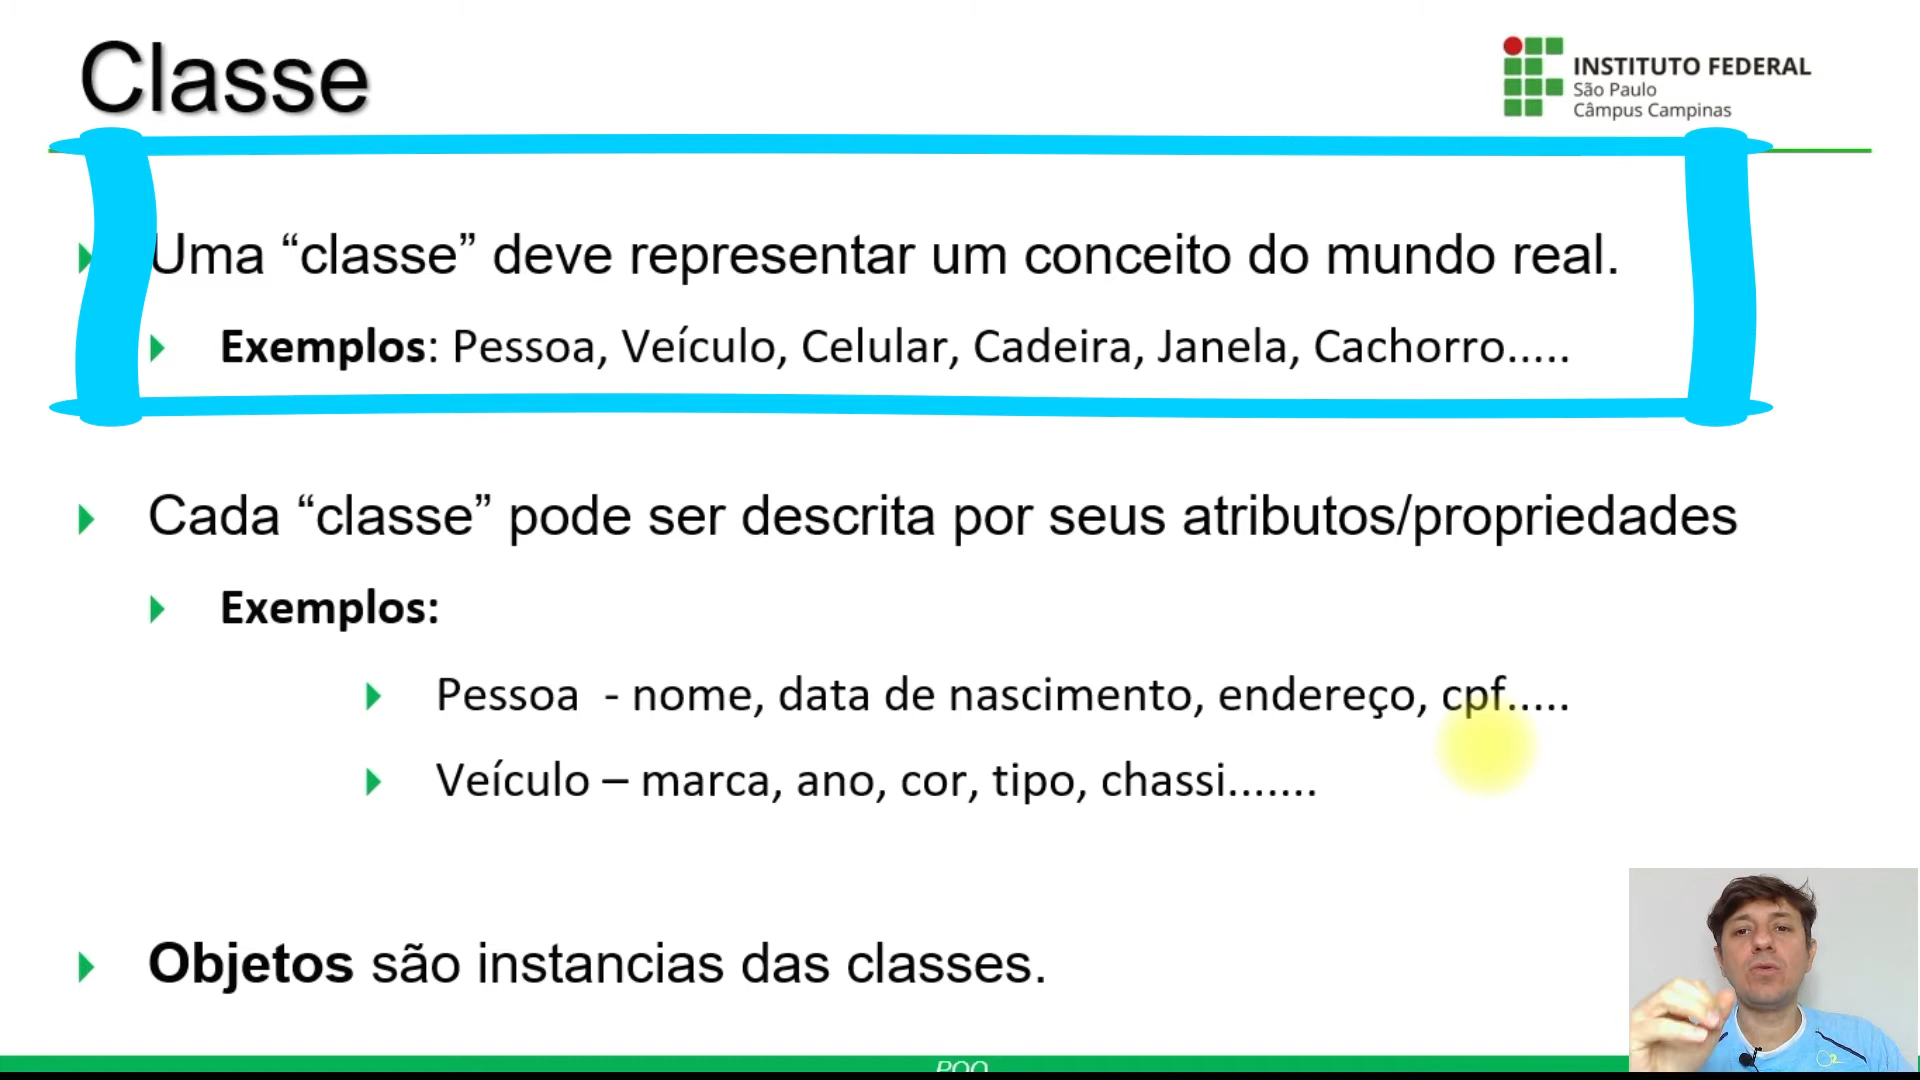 Classe
INSTITUTO FEDERAL
São Paulo
Câmpus Campinas
Uma “classe” deve representar um conceito do mundo real.
Exemplos: Pessoa, Veículo, Celular, Cadeira, Janela, Cachorro.....
Cada “classe” pode ser descrita por seus atributos/propriedades
Exemplos:
Pessoa - nome, data de nascimento, endereço, cpf.....
Veículo – marca, ano, cor, tipo, chassi.......
Objetos são instancias das classes.
POO